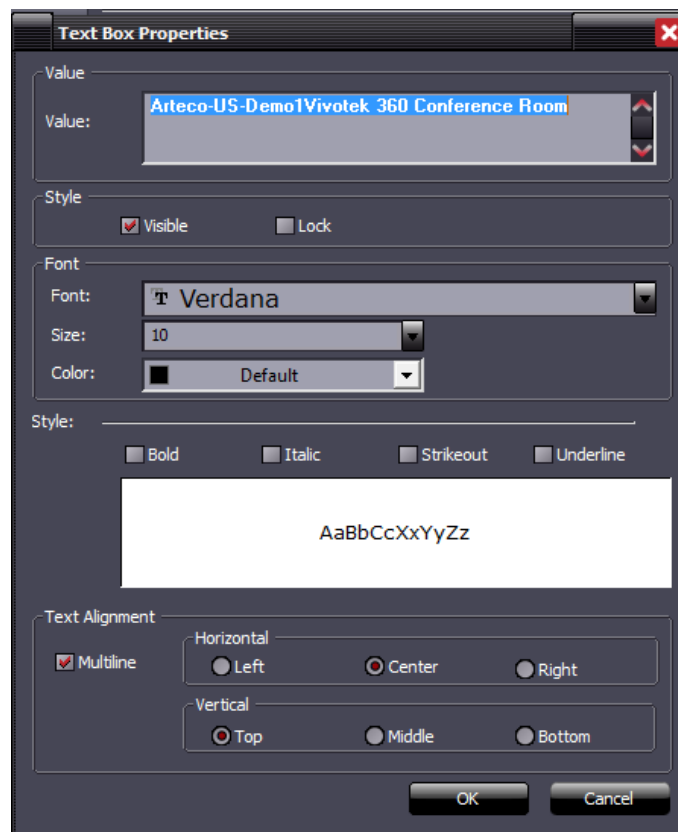 Text Box Properties
Value
Value:
Arteco-US-Demo1Vivotek 360 Conference Room
Style
Visible
Lock
Font
Font:
T Verdana
Size:
10
Color:
Default
Style:
Bold
Italic
Strikeout
Underline
AaBbCcXxYyZz
Text Alignment
Multiline
Horizontal
Left
Center
Right
Vertical
Top
Middle
Bottom
OK
Cancel